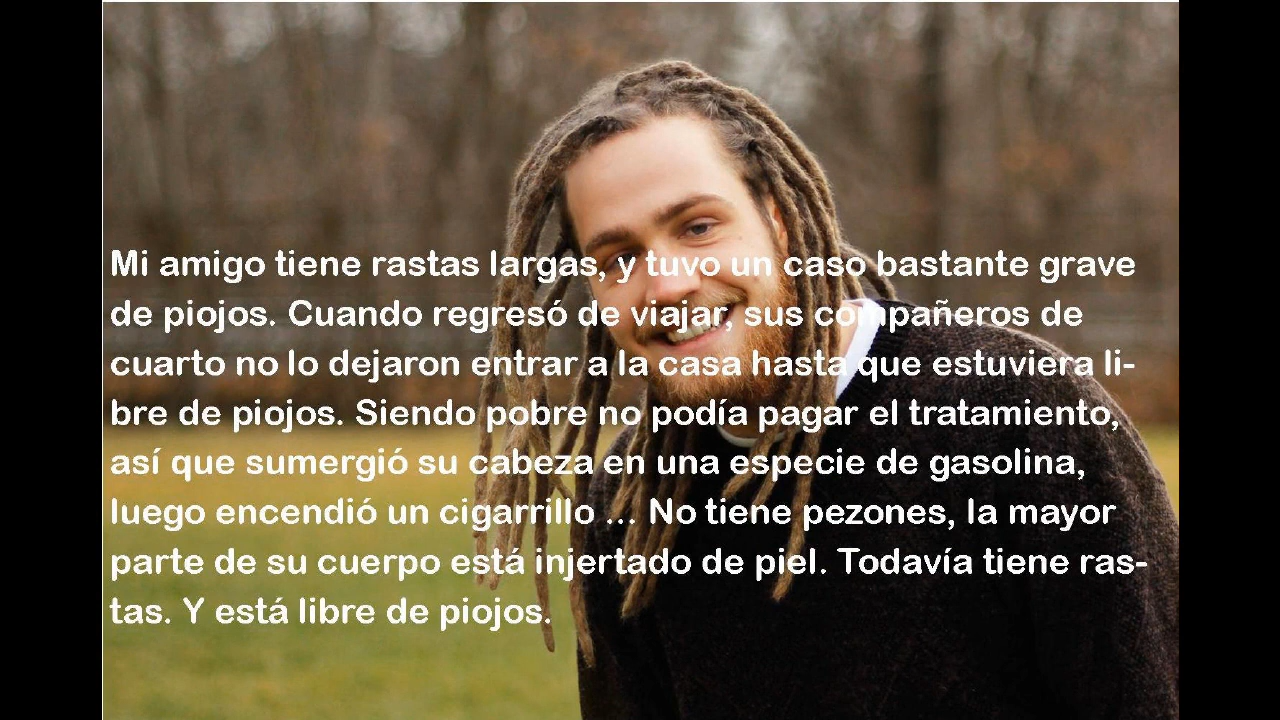 Mi amigo tiene rastas largas, y tuvo un caso bastante grave
de piojos. Cuando regresó de viajar, sus compañeros de
cuarto no lo dejaron entrar a la casa hasta que estuviera li-
bre de piojos. Siendo pobre no podía pagar el tratamiento,
así que sumergió su cabeza en una especie de gasolina,
luego encendió un cigarrillo ... No tiene pezones, la mayor
parte de su cuerpo está injertado de piel. Todavía tiene ras-
tas. Y está libre de piojos.